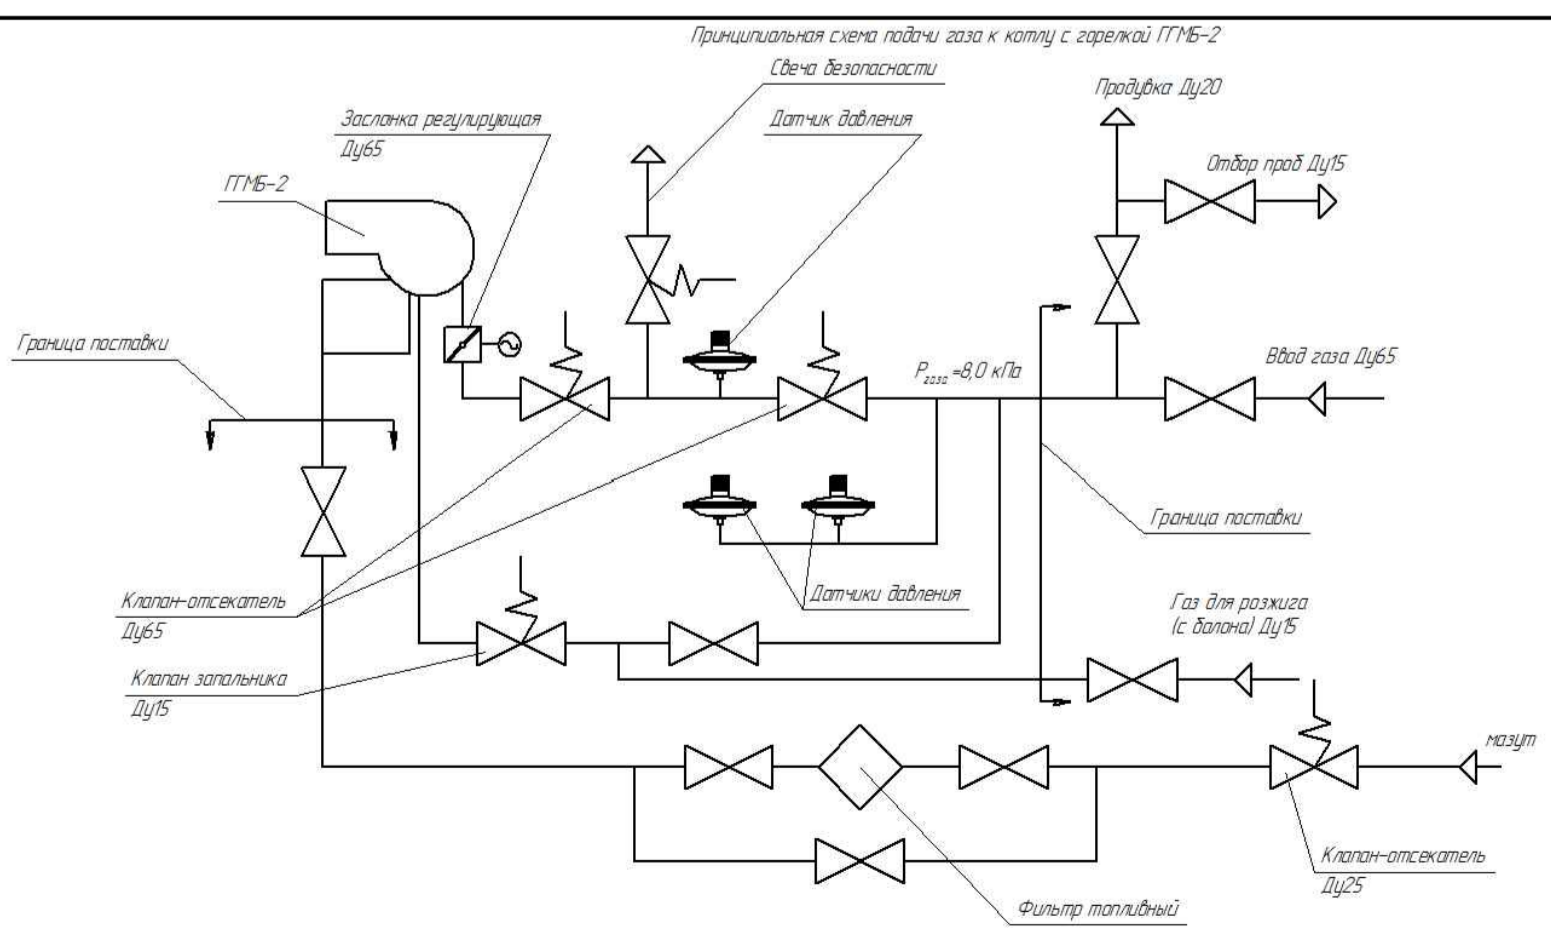 Принципиальная схема подачи газа к котлу с горелкой ГГМБ-2
Свеча безопасности
Продувка Ду20
Заслонка регулирующая
Ду65
Датчик давления
Отбор проб Ду15
ГГМБ-2
Граница поставки
Pгаза =8,0 кПа
Ввод газа Ду65
Граница поставки
Клапан-отсекатель
Ду65
Датчики давления
Газ для розжига
(с балона) Ду15
Клапан запальника
Ду15
мазут
Клапан-отсекатель
Ду25
Фильтр топливный